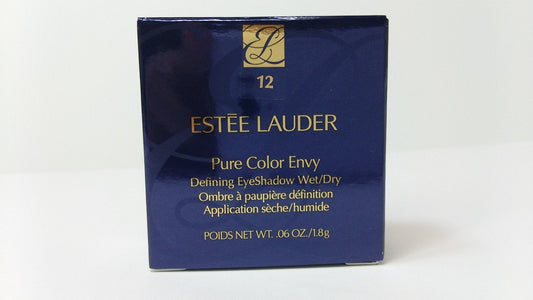 EL
12
ESTĒE LAUDER
Pure Color Envy
Defining EyeShadow Wet/Dry
Ombre à paupière définition
Application sèche/humide
POIDS NET WT. .06 OZ./1.8g